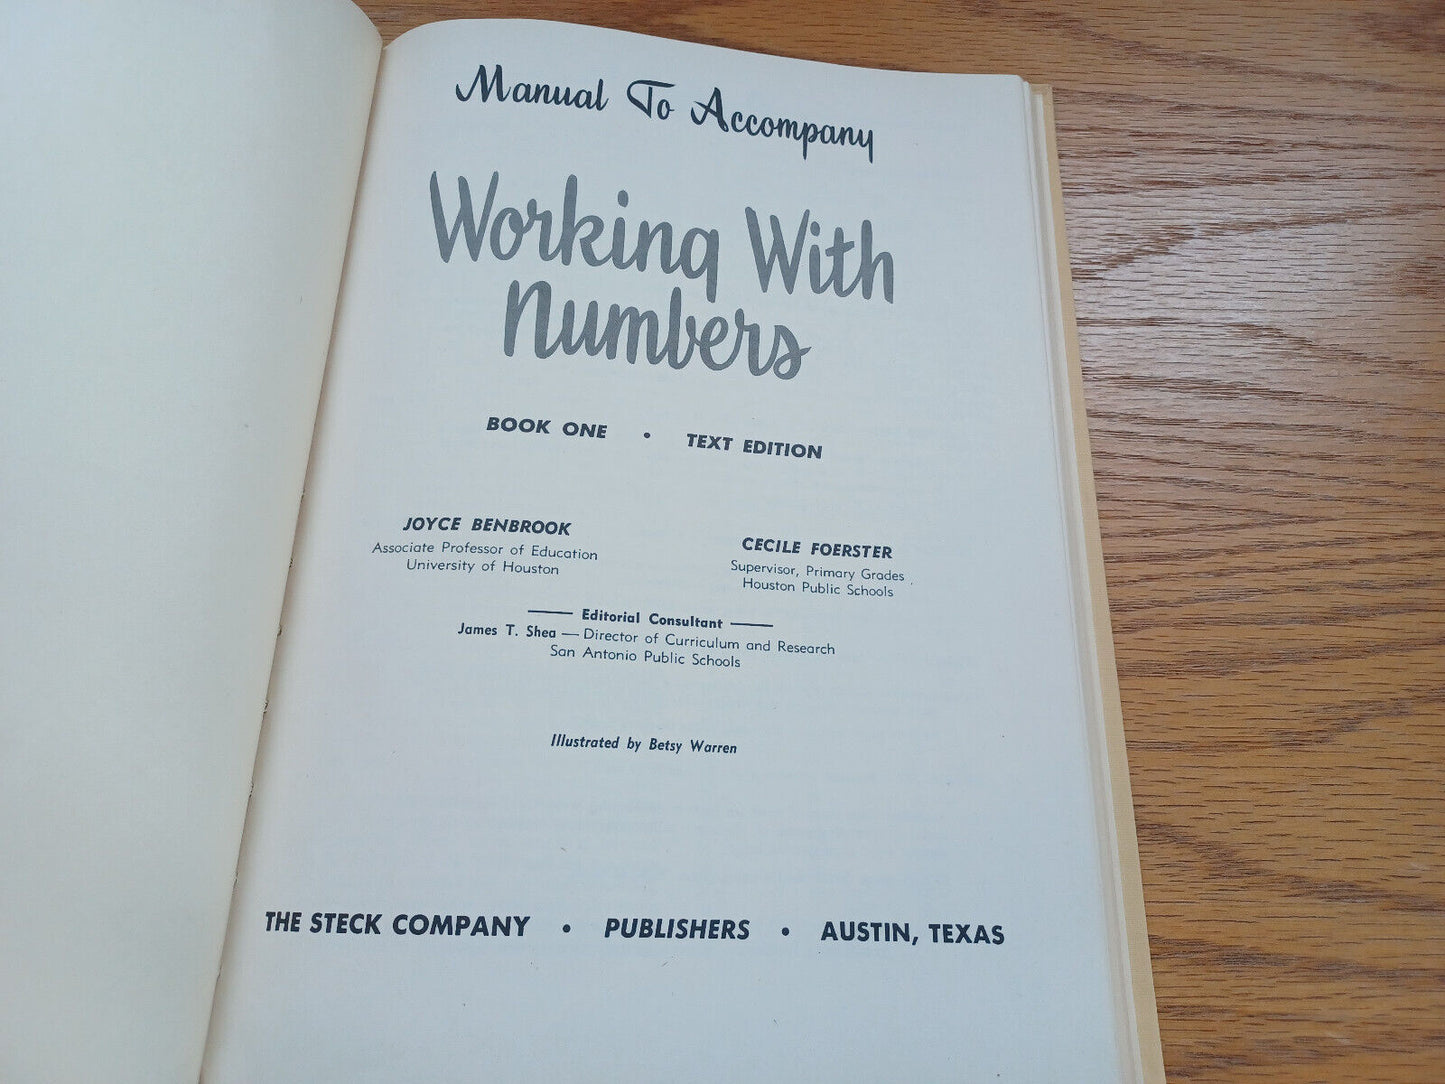 Manual To Accompany
Working With
Numbers
BOOK ONE • TEXT EDITION
JOYCE BENBROOK
Associate Professor of Education
University of Houston
CECILE FOERSTER
Supervisor, Primary Grades
Houston Public Schools
Editorial Consultant
James T. Shea — Director of Curriculum and Research
San Antonio Public Schools
Illustrated by Betsy Warren
THE STECK COMPANY • PUBLISHERS • AUSTIN, TEXAS